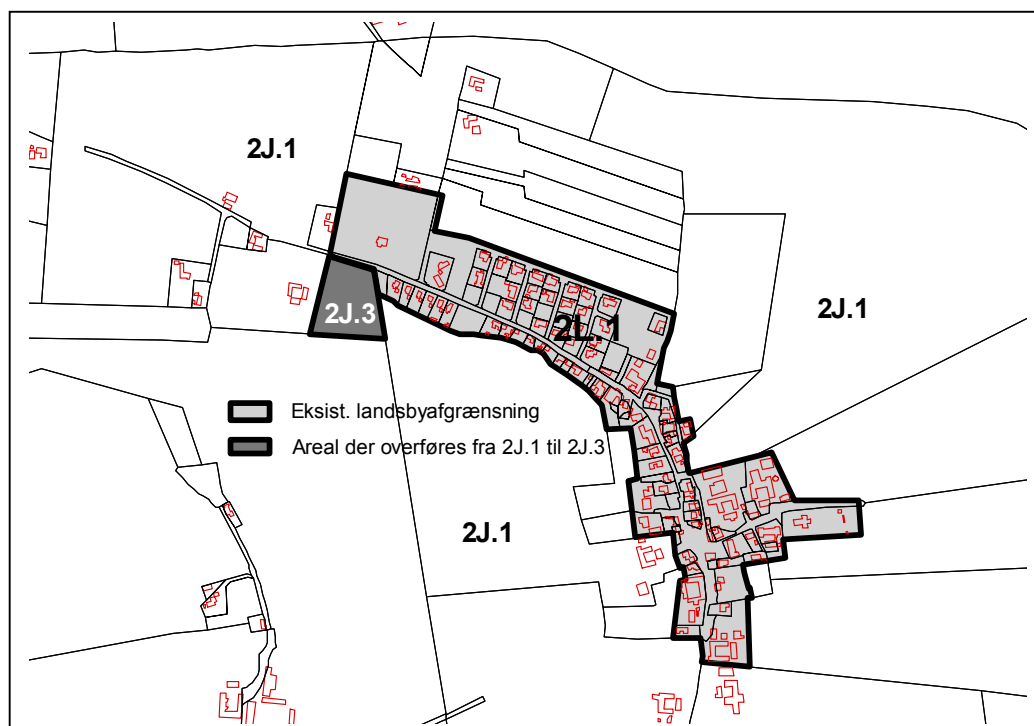 2J.1
2J.1
2J.3
2L.1
Eksist. landsbyafgrænsning
Areal der overføres fra 2J.1 til 2J.3
2J.1